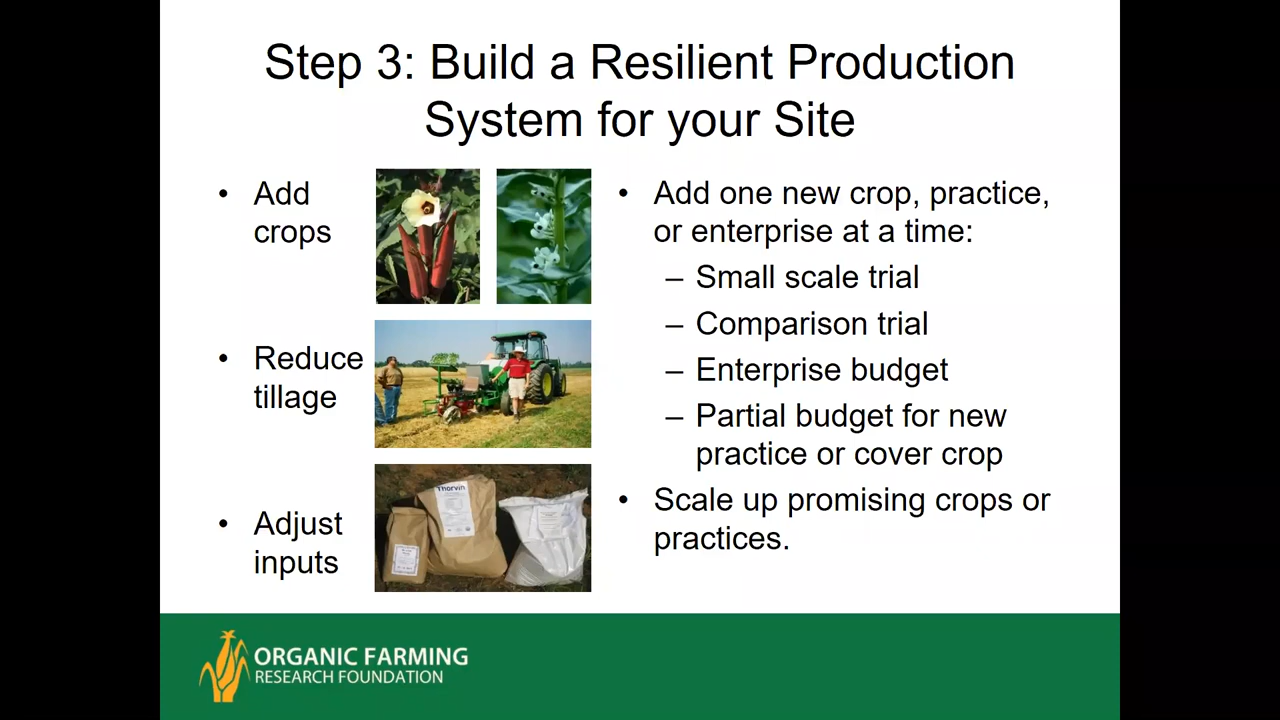 Step 3: Build a Resilient Production
System for your Site
• Add
crops
• Reduce
tillage
• Adjust
inputs
• Add one new crop, practice,
or enterprise at a time:
– Small scale trial
– Comparison trial
– Enterprise budget
– Partial budget for new
practice or cover crop
• Scale up promising crops or
practices.
Thorvin
ORGANIC FARMING
RESEARCH FOUNDATION